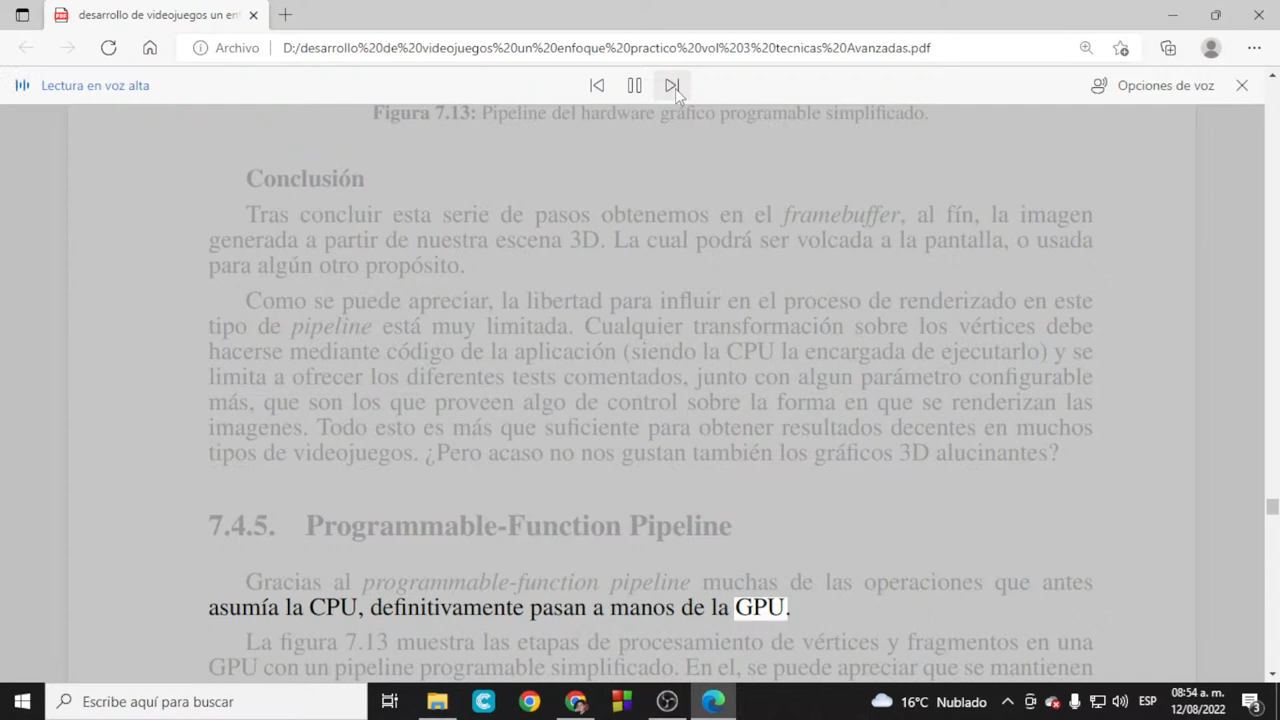 desarrollo de videojuegos un en
Archivo
D:/desarrollo%20de%20videojuegos%20un%20enfoque%20practico%20vol%203%20tecnicas%20Avanzadas.pdf
Lectura en voz alta
Opciones de voz
Figura 7.13: Pipeline del hardware gráfico programable simplificado.
Conclusión
Tras concluir esta serie de pasos obtenemos en el framebuffer, al fín, la imagen
generada a partir de nuestra escena 3D. La cual podrá ser volcada a la pantalla, o usada
para algún otro propósito.
Como se puede apreciar, la libertad para influir en el proceso de renderizado en este
tipo de pipeline está muy limitada. Cualquier transformación sobre los vértices debe
hacerse mediante código de la aplicación (siendo la CPU la encargada de ejecutarlo) y se
limita a ofrecer los diferentes tests comentados, junto con algun parámetro configurable
más, que son los que proveen algo de control sobre la forma en que se renderizan las
imagenes. Todo esto es más que suficiente para obtener resultados decentes en muchos
tipos de videojuegos. ¿Pero acaso no nos gustan también los gráficos 3D alucinantes?
7.4.5. Programmable-Function Pipeline
Gracias al programmable-function pipeline muchas de las operaciones que antes
asumía la CPU, definitivamente pasan a manos de la GPU.
La figura 7.13 muestra las etapas de procesamiento de vértices y fragmentos en una
GPU con un pipeline programable simplificado. En el, se puede apreciar que se mantienen
Escribe aquí para buscar
16°C Nublado
ESP
08:54 a. m.
12/08/2022
3